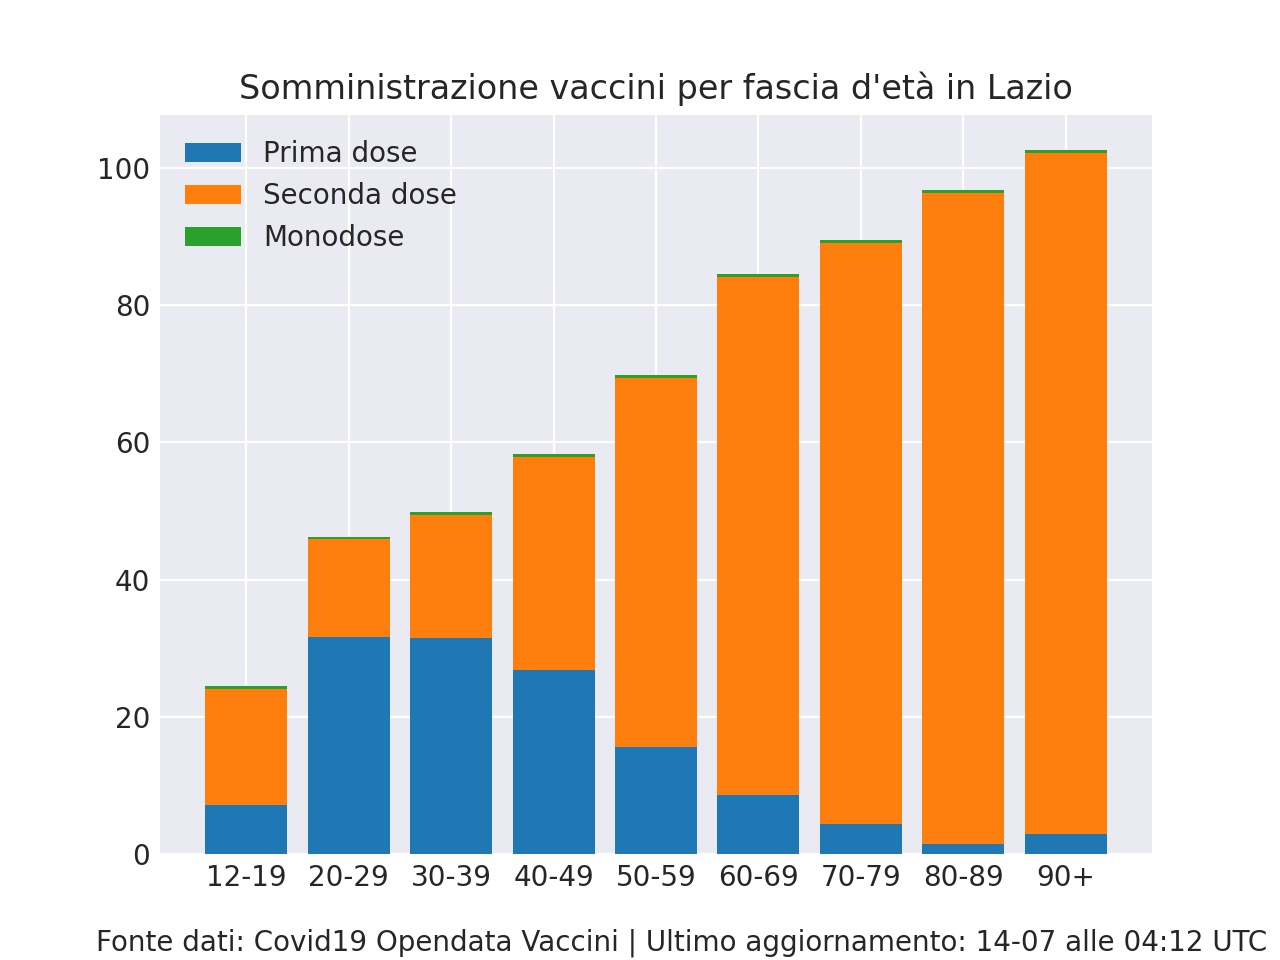 Somministrazione vaccini per fascia d'età in Lazio
Prima dose
Seconda dose
Monodose
100
80
60
40
20
0
12-19 20-29 30-39 40-49 50-59 60-69 70-79 80-89 90+
Fonte dati: Covid19 Opendata Vaccini | Ultimo aggiornamento: 14-07 alle 04:12 UTC